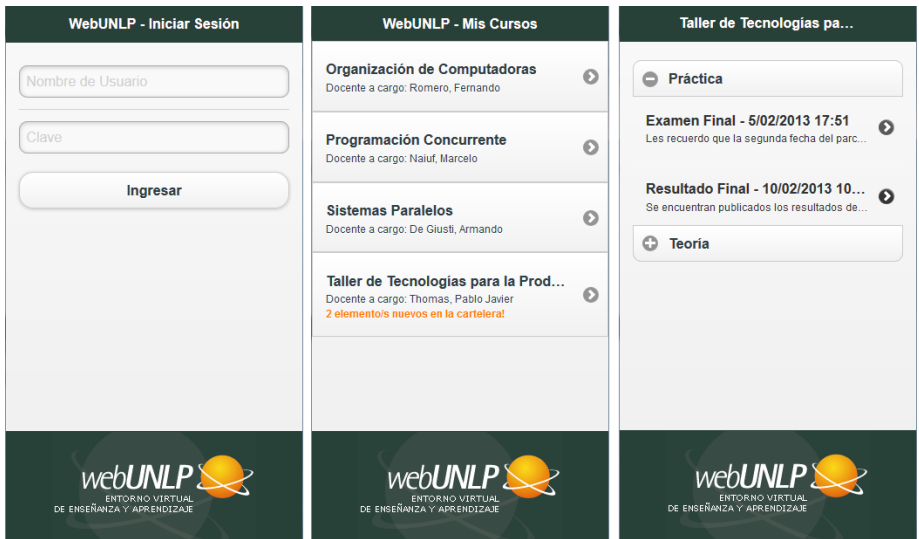 WebUNLP - Iniciar Sesión
Nombre de Usuario
Clave
Ingresar
webUNLP
ENTORNO VIRTUAL
DE ENSEÑANZA Y APRENDIZAJE
WebUNLP - Mis Cursos
Organización de Computadoras
Docente a cargo: Romero, Fernando
Programación Concurrente
Docente a cargo: Naiuf, Marcelo
Sistemas Paralelos
Docente a cargo: De Giusti, Armando
Taller de Tecnologías para la Prod...
Docente a cargo: Thomas, Pablo Javier
2 elemento/s nuevos en la cartelera!
webUNLP
ENTORNO VIRTUAL
DE ENSEÑANZA Y APRENDIZAJE
Taller de Tecnologías pa...
Práctica
Examen Final - 5/02/2013 17:51
Les recuerdo que la segunda fecha del parc...
Resultado Final - 10/02/2013 10...
Se encuentran publicados los resultados de...
Teoría
webUNLP
ENTORNO VIRTUAL
DE ENSEÑANZA Y APRENDIZAJE